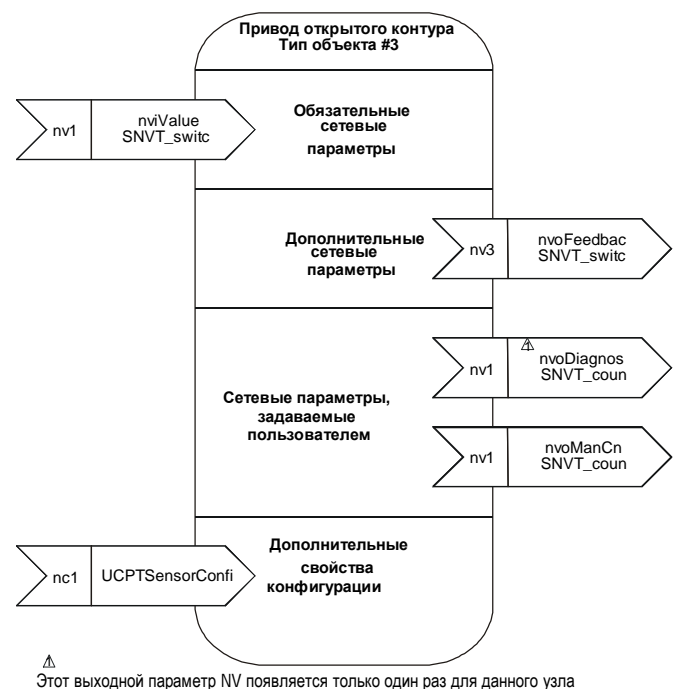 Привод открытого контура
Тип объекта #3
nv1
nviValue
SNVT_switc
Обязательные
сетевые
параметры
Дополнительные
сетевые
параметры
nv3
nvoFeedbac
SNVT_switc
Сетевые параметры,
задаваемые
пользователем
nv1
1
nvoDiagnos
SNVT_coun
nv1
nvoManCn
SNVT_coun
nc1
UCPTSensorConfi
Дополнительные
свойства
конфигурации
1
Этот выходной параметр NV появляется только один раз для данного узла